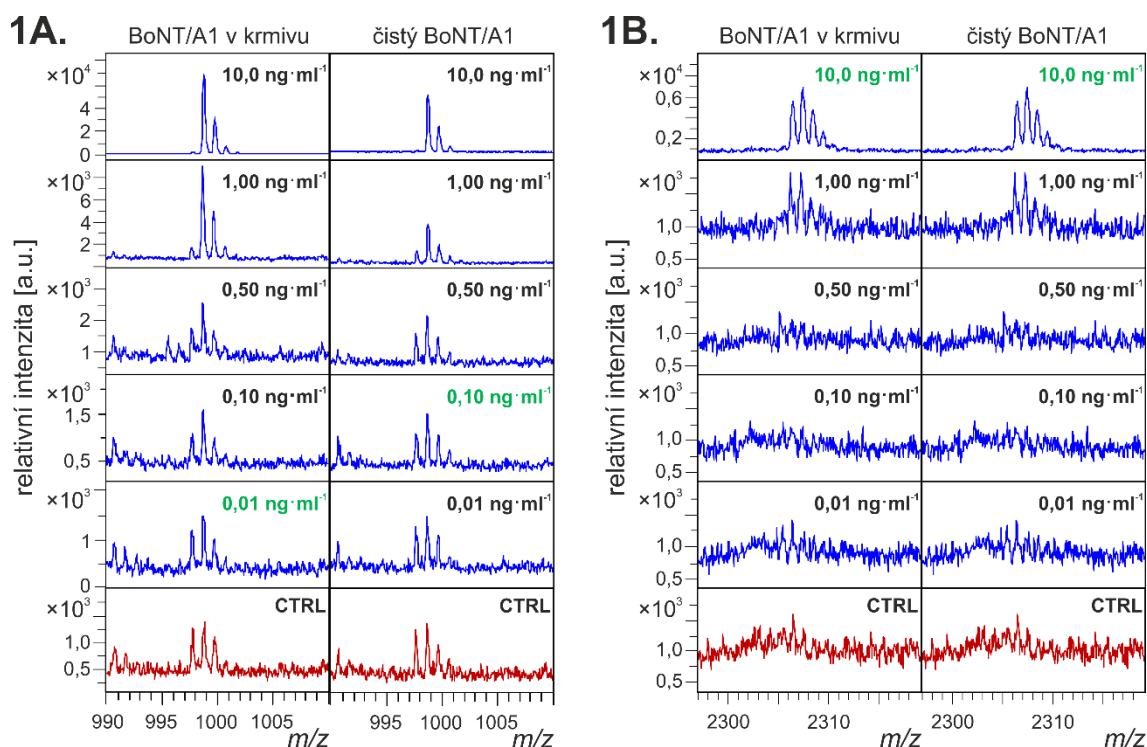 1A.
BoNT/A1 v krmivu
čistý BoNT/A1
relativní intenzita [a.u.]
×10⁴
10,0 ng·ml⁻¹
10,0 ng·ml⁻¹
4
2
0
×10³
1,00 ng·ml⁻¹
1,00 ng·ml⁻¹
6
4
2
×10³
0,50 ng·ml⁻¹
0,50 ng·ml⁻¹
2
1
×10³
0,10 ng·ml⁻¹
0,10 ng·ml⁻¹
1,5
0,5
×10³
0,01 ng·ml⁻¹
0,01 ng·ml⁻¹
1
0
×10³
CTRL
CTRL
1,0
0,5
990 995 1000 1005 995 1000 1005
m/z m/z
1B.
BoNT/A1 v krmivu
čistý BoNT/A1
relativní intenzita [a.u.]
×10⁴
10,0 ng·ml⁻¹
10,0 ng·ml⁻¹
0,6
0,2
×10³
1,00 ng·ml⁻¹
1,00 ng·ml⁻¹
1,0
0,5
×10³
0,50 ng·ml⁻¹
0,50 ng·ml⁻¹
1,0
0,5
×10³
0,10 ng·ml⁻¹
0,10 ng·ml⁻¹
1,0
0,5
×10³
0,01 ng·ml⁻¹
0,01 ng·ml⁻¹
1,0
0,5
×10³
CTRL
CTRL
1,0
0,5
2300 2310 2300 2310
m/z m/z